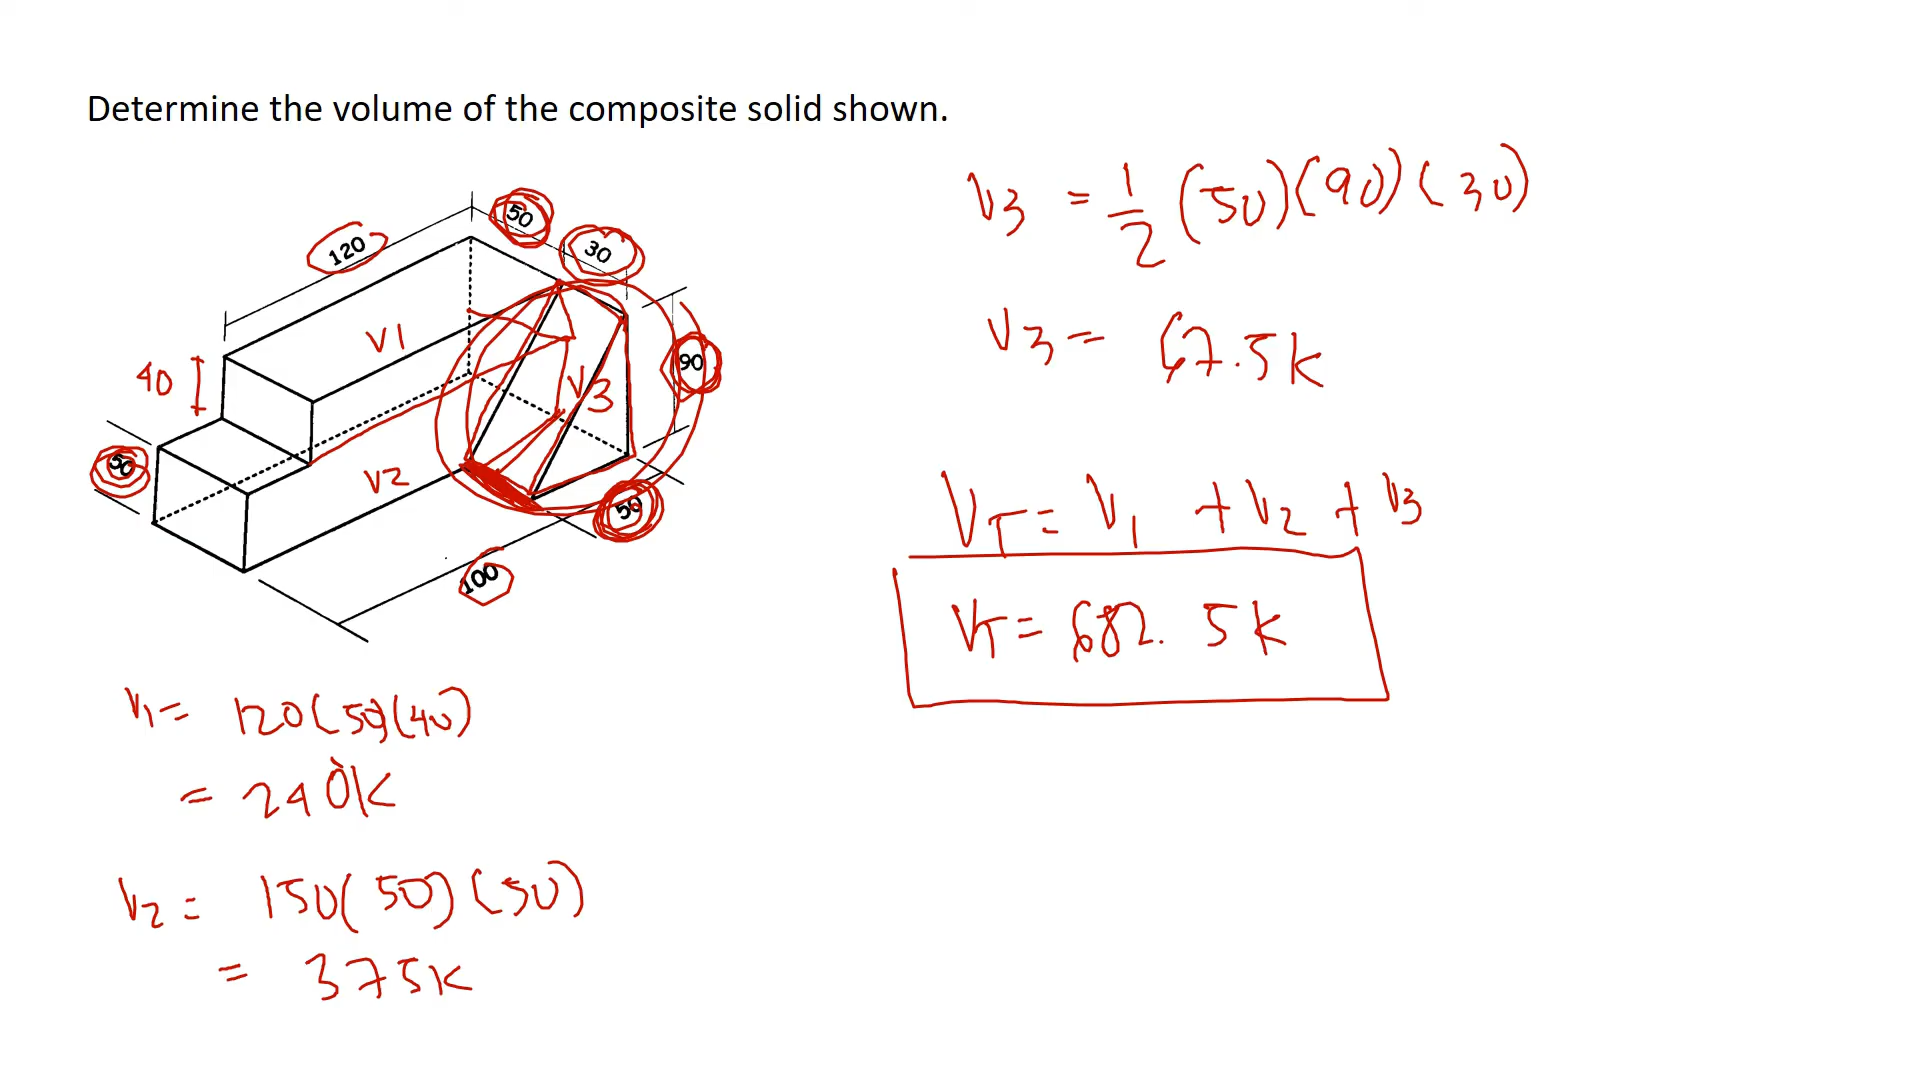 Determine the volume of the composite solid shown.
50
120
30
V1
40
90
V3
50
V2
50
100
V3 = 1/2 (50)(90)(30)
V3 = 67.5k
VT = V1 + V2 + V3
VT = 682.5k
V1 = 120(50)(40)
= 240k
V2 = 150(50)(50)
= 375k